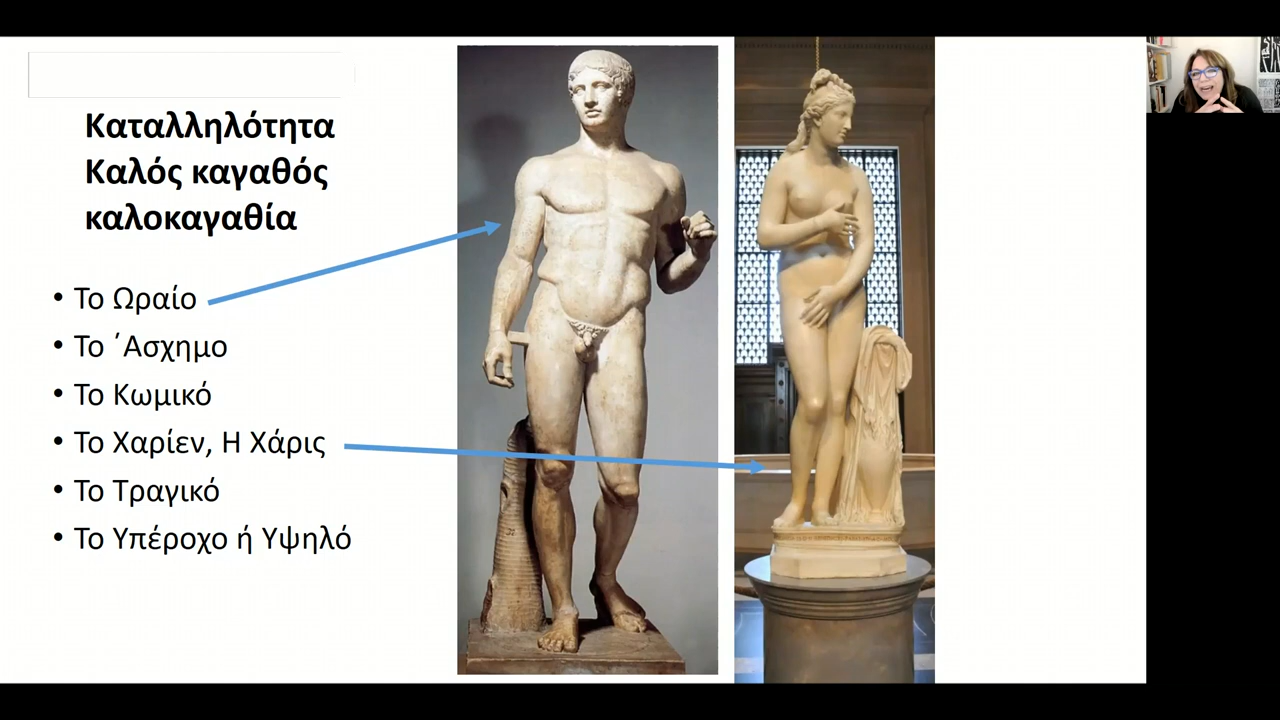 Καταλληλότητα
Καλός καγαθός
καλοκαγαθία
• Το Ωραίο
• Το ΄Ασχημο
• Το Κωμικό
• Το Χαρίεν, Η Χάρις
• Το Τραγικό
• Το Υπέροχο ή Υψηλό